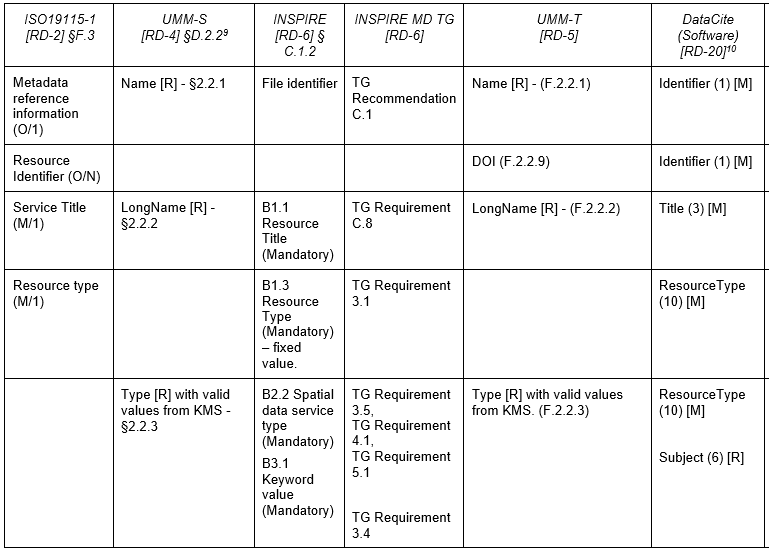 ISO19115-1
[RD-2] §F.3
UMM-S
[RD-4] §D.2.2⁹
INSPIRE
[RD-6] §
C.1.2
INSPIRE MD TG
[RD-6]
UMM-T
[RD-5]
DataCite
(Software)
[RD-20]¹⁰
Metadata
reference
information
(O/1)
Name [R] - §2.2.1
File identifier
TG
Recommendation
C.1
Name [R] - (F.2.2.1)
Identifier (1) [M]
Resource
Identifier (O/N)
DOI (F.2.2.9)
Identifier (1) [M]
Service Title
(M/1)
LongName [R] -
§2.2.2
B1.1
Resource
Title
(Mandatory)
TG Requirement
C.8
LongName [R] - (F.2.2.2)
Title (3) [M]
Resource type
(M/1)
B1.3
Resource
Type
(Mandatory)
– fixed
value.
TG Requirement
3.1
ResourceType
(10) [M]
Type [R] with valid
values from KMS -
§2.2.3
B2.2 Spatial
data service
type
(Mandatory)
B3.1
Keyword
value
(Mandatory)
TG Requirement
3.5,
TG Requirement
4.1,
TG Requirement
5.1
TG Requirement
3.4
Type [R] with valid values
from KMS. (F.2.2.3)
ResourceType
(10) [M]
Subject (6) [R]